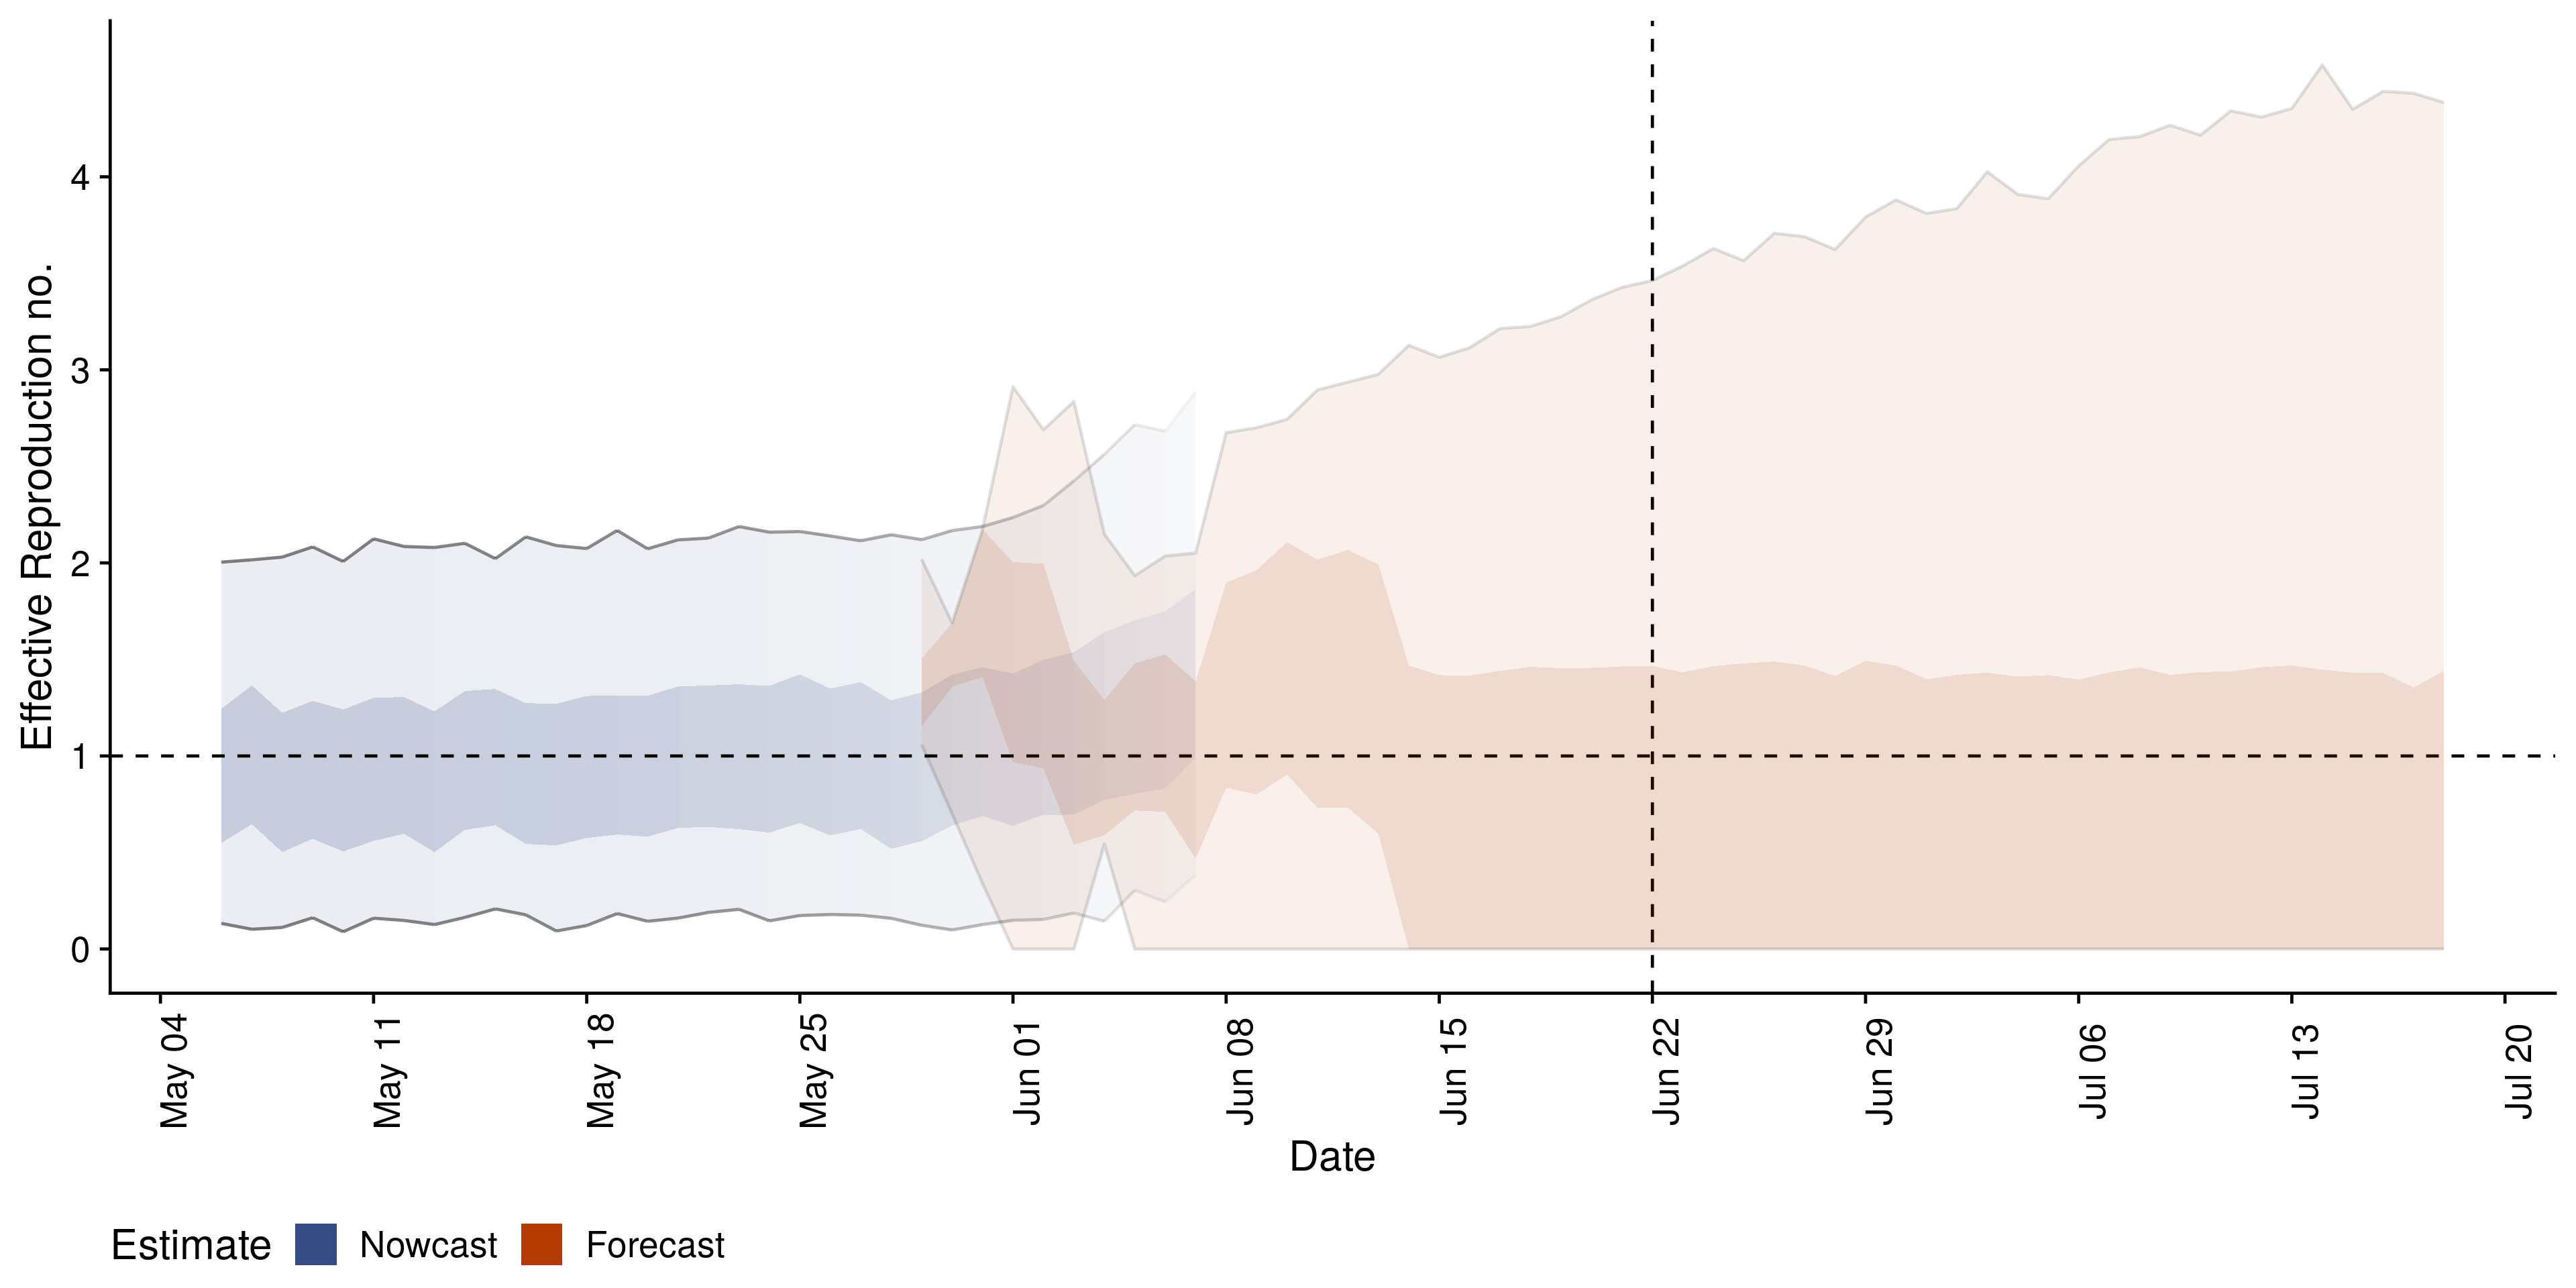 Effective Reproduction no.
4
3
2
1
0
May 04
May 11
May 18
May 25
Jun 01
Jun 08
Jun 15
Jun 22
Jun 29
Jul 06
Jul 13
Jul 20
Date
Estimate Nowcast Forecast